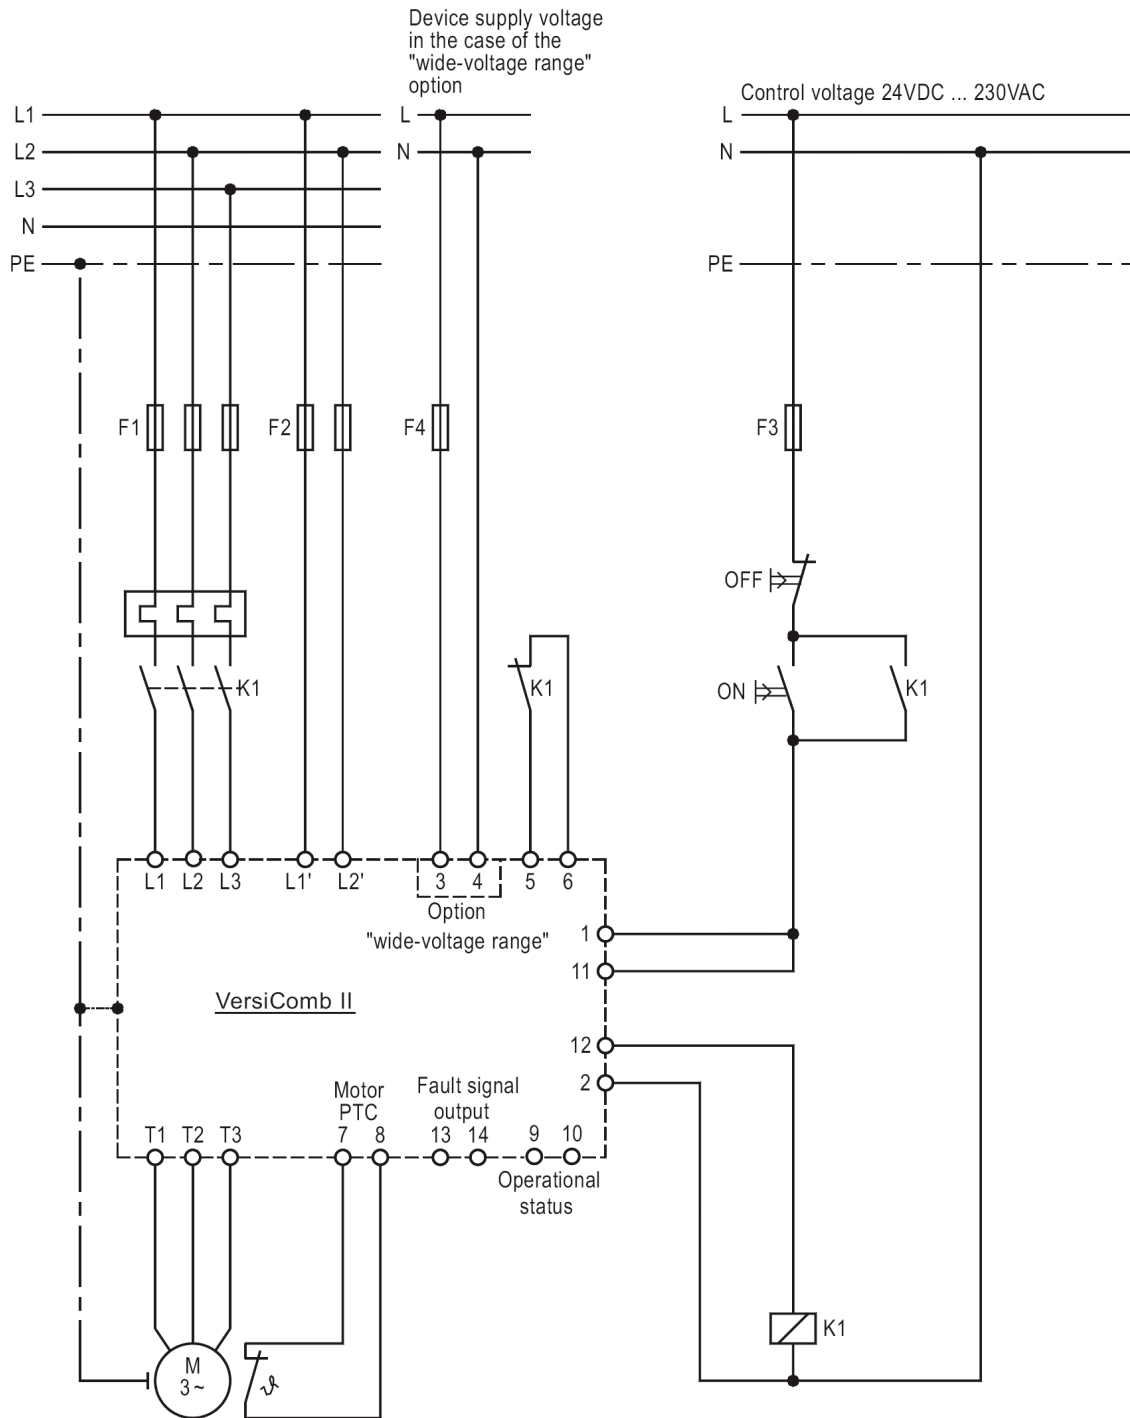 Device supply voltage
in the case of the
"wide-voltage range"
option
Control voltage 24VDC ... 230VAC
L1
L
L
L2
N
N
L3
N
PE
PE
F1
F2
F4
F3
OFF
K1
K1
ON
K1
L1
L2
L3
L1'
L2'
3
4
5
6
Option
"wide-voltage range"
1
11
VersiComb II
12
2
Motor
PTC
Fault signal
output
T1
T2
T3
7
8
13
14
9
10
Operational
status
K1
M
3~